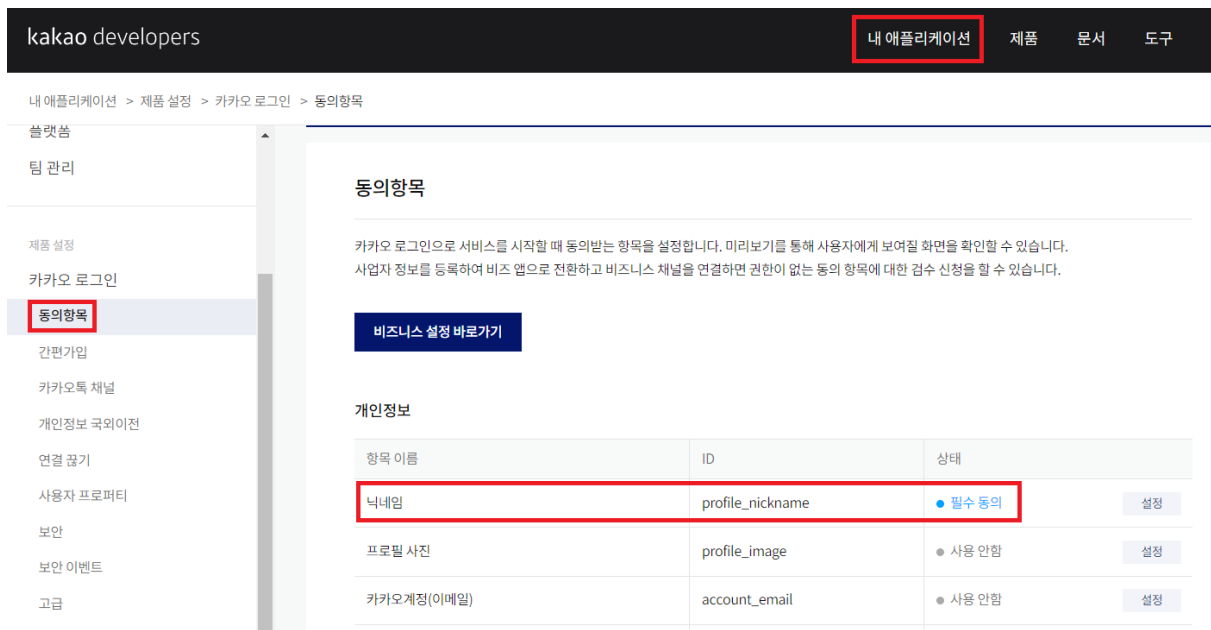 kakao developers
내 애플리케이션 제품 문서 도구
내 애플리케이션 > 제품 설정 > 카카오 로그인 > 동의항목
플랫폼
팀 관리
제품 설정
카카오 로그인
동의항목
간편가입
카카오톡 채널
개인정보 국외이전
연결 끊기
사용자 프로퍼티
보안
보안 이벤트
고급
동의항목
카카오 로그인으로 서비스를 시작할 때 동의받는 항목을 설정합니다. 미리보기를 통해 사용자에게 보여질 화면을 확인할 수 있습니다.
사업자 정보를 등록하여 비즈 앱으로 전환하고 비즈니스 채널을 연결하면 권한이 없는 동의 항목에 대한 검수 신청을 할 수 있습니다.
비즈니스 설정 바로가기
개인정보
항목 이름 ID 상태
닉네임 profile_nickname 필수 동의 설정
프로필 사진 profile_image 사용 안함 설정
카카오계정(이메일) account_email 사용 안함 설정